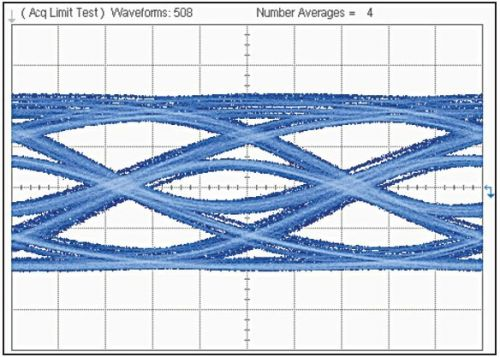 ( Acq Limit Test ) Waveforms: 508 Number Averages = 4